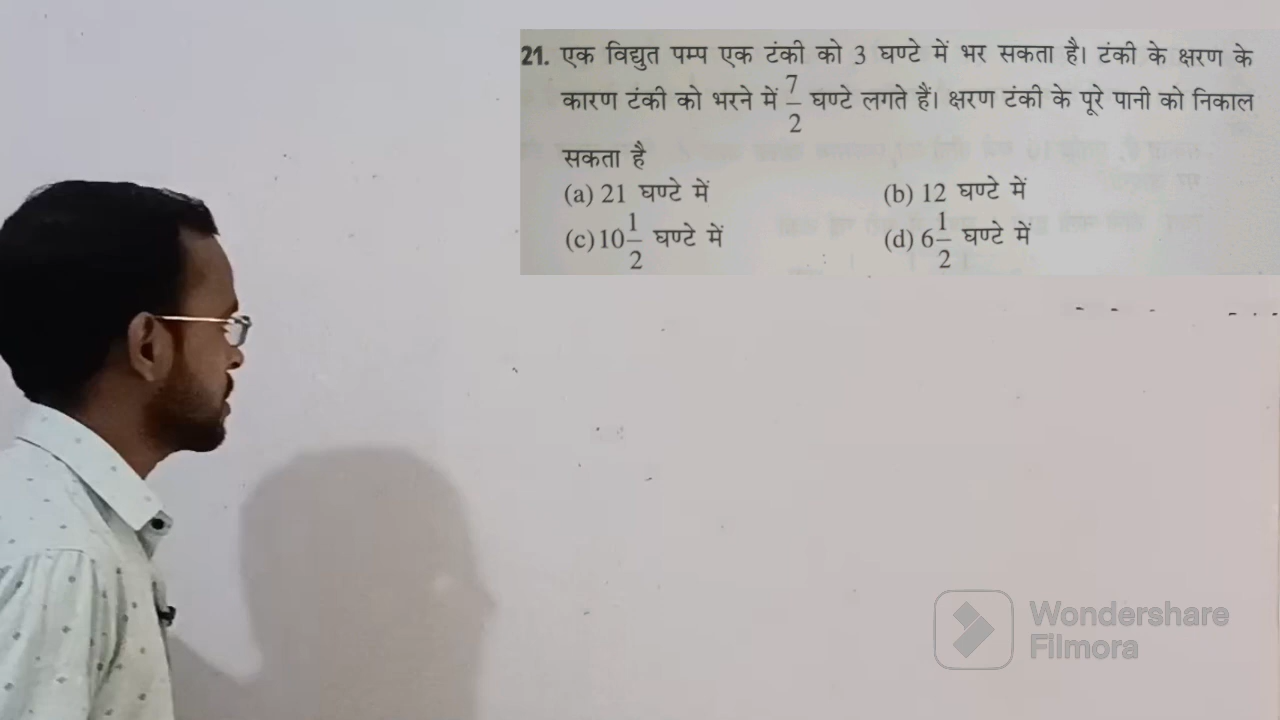 21. एक विद्युत पम्प एक टंकी को 3 घण्टे में भर सकता है। टंकी के क्षरण के
कारण टंकी को भरने में 7/2 घण्टे लगते हैं। क्षरण टंकी के पूरे पानी को निकाल
सकता है
(a) 21 घण्टे में (b) 12 घण्टे में
(c) 10 1/2 घण्टे में (d) 6 1/2 घण्टे में
Wondershare
Filmora